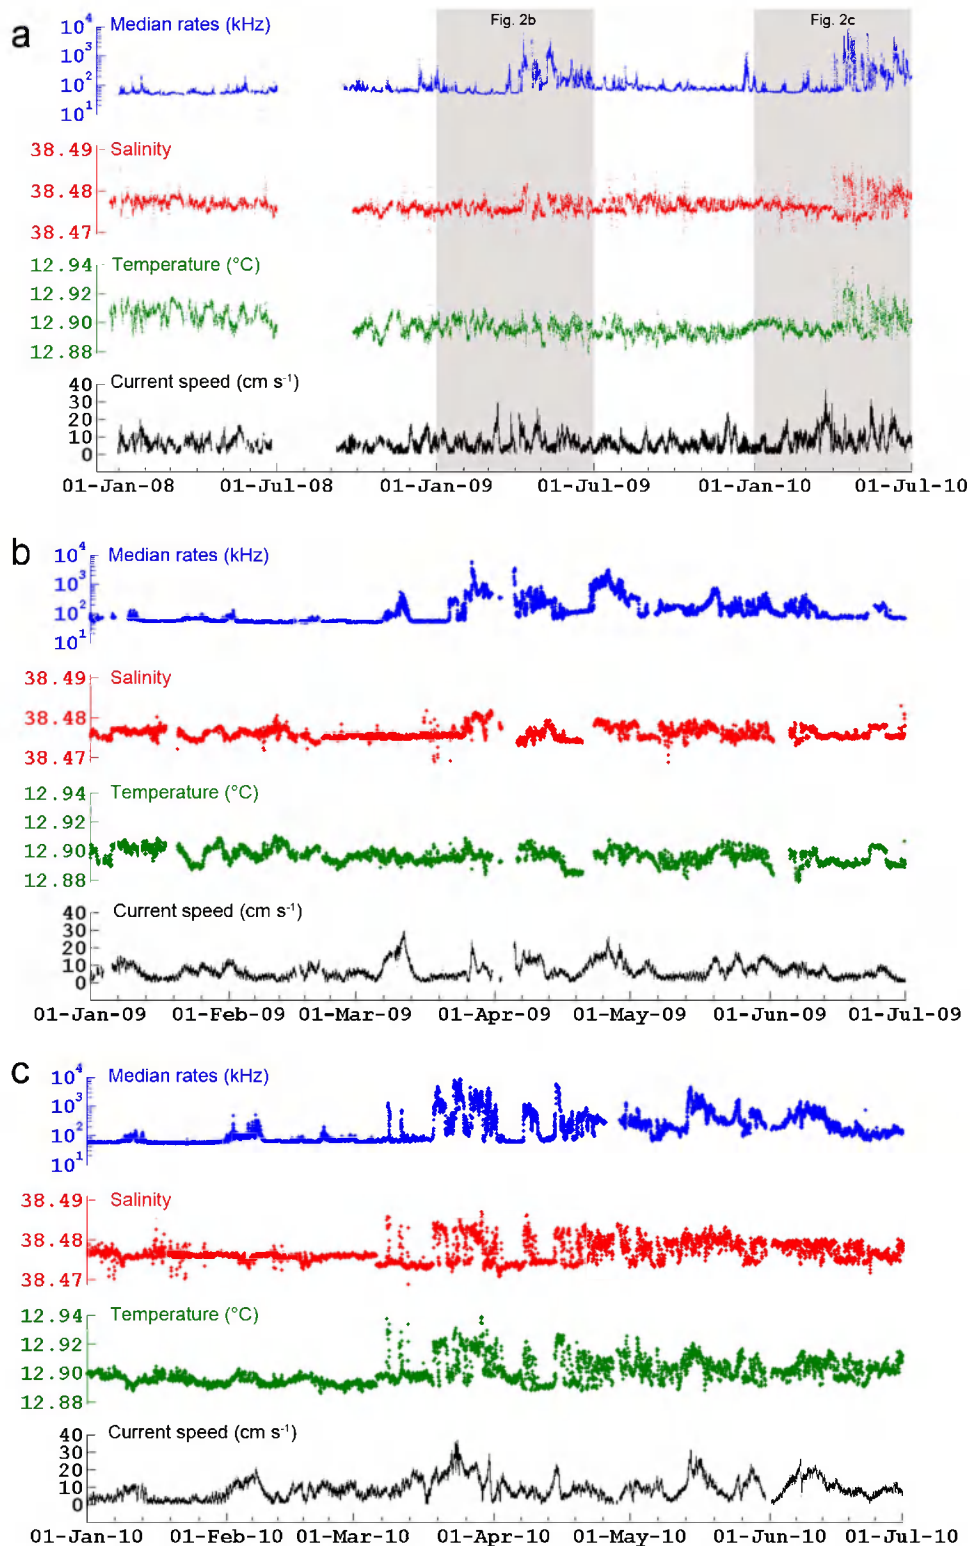 a
Fig. 2b
Fig. 2c
Median rates (kHz)
10⁴
10³
10²
10¹
Salinity
38.49
38.48
38.47
Temperature (°C)
12.94
12.92
12.90
12.88
Current speed (cm s⁻¹)
40
30
20
10
0
01-Jan-08 01-Jul-08 01-Jan-09 01-Jul-09 01-Jan-10 01-Jul-10
b
Median rates (kHz)
10⁴
10³
10²
10¹
Salinity
38.49
38.48
38.47
Temperature (°C)
12.94
12.92
12.90
12.88
Current speed (cm s⁻¹)
40
30
20
10
0
01-Jan-09 01-Feb-09 01-Mar-09 01-Apr-09 01-May-09 01-Jun-09 01-Jul-09
c
Median rates (kHz)
10⁴
10³
10²
10¹
Salinity
38.49
38.48
38.47
Temperature (°C)
12.94
12.92
12.90
12.88
Current speed (cm s⁻¹)
40
30
20
10
0
01-Jan-10 01-Feb-10 01-Mar-10 01-Apr-10 01-May-10 01-Jun-10 01-Jul-10